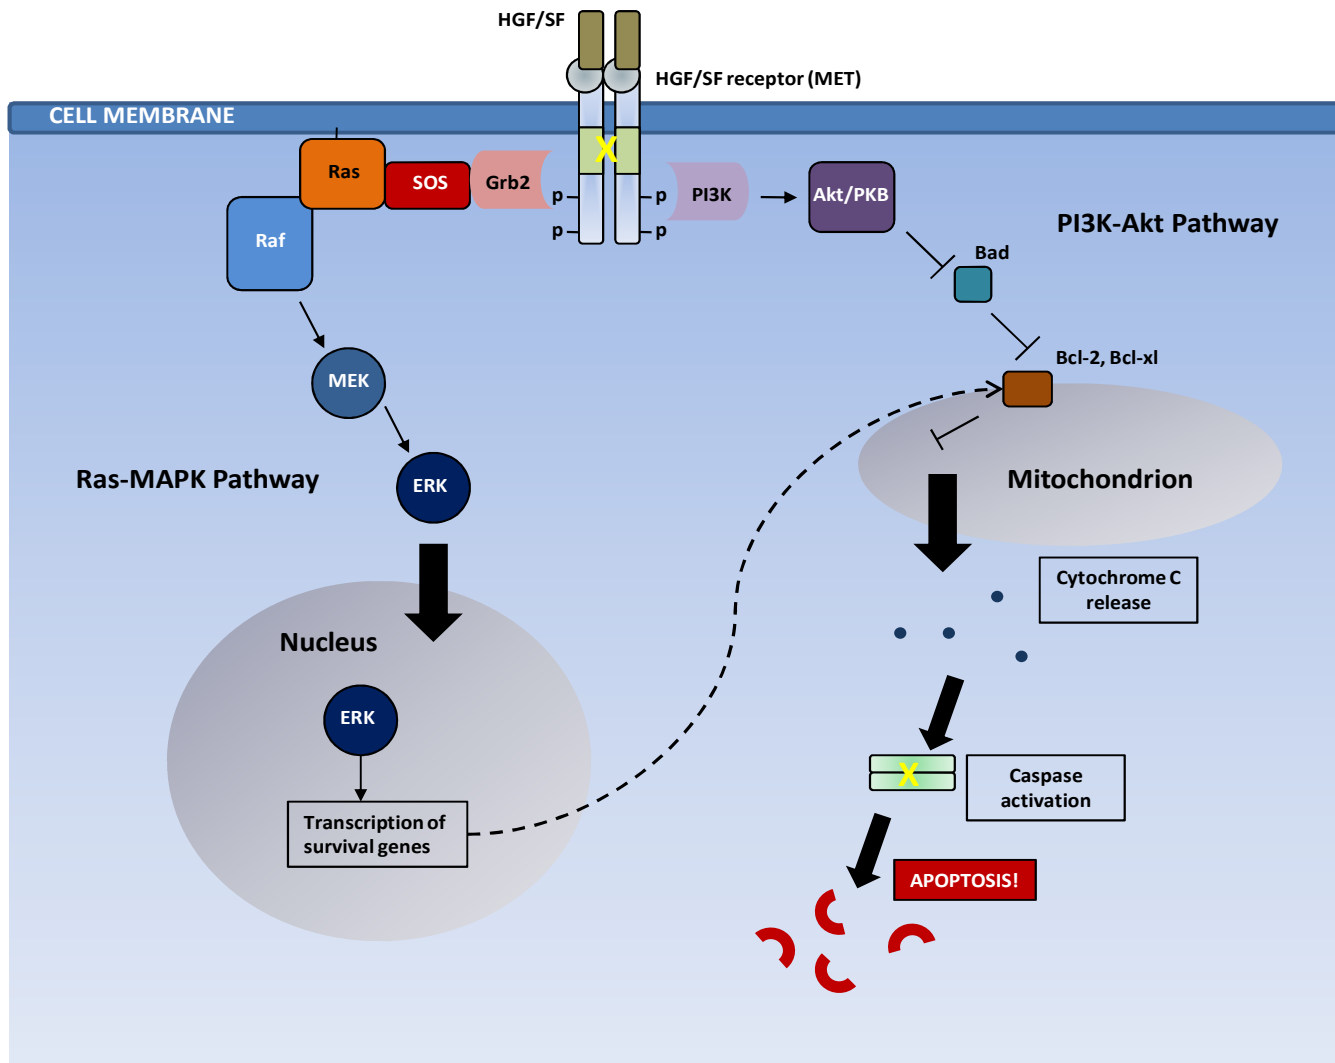 HGF/SF
HGF/SF receptor (MET)
CELL MEMBRANE
Ras
SOS
Grb2
X
p
p
p
p
PI3K
Akt/PKB
PI3K-Akt Pathway
Raf
Bad
Bcl-2, Bcl-xl
MEK
Ras-MAPK Pathway
ERK
Mitochondrion
Cytochrome C
release
Nucleus
ERK
Transcription of
survival genes
X
Caspase
activation
APOPTOSIS!